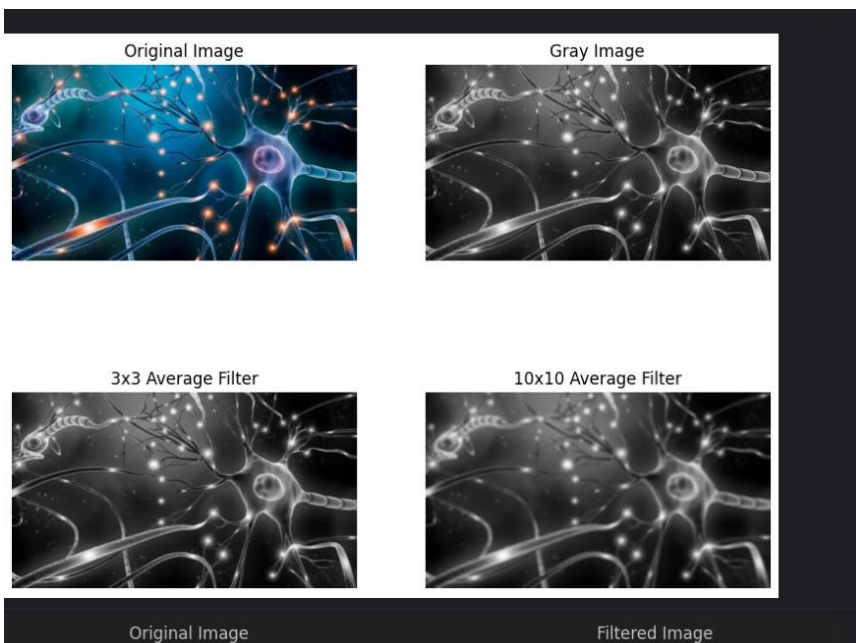 Original Image
Gray Image
3x3 Average Filter
10x10 Average Filter
Original Image
Filtered Image